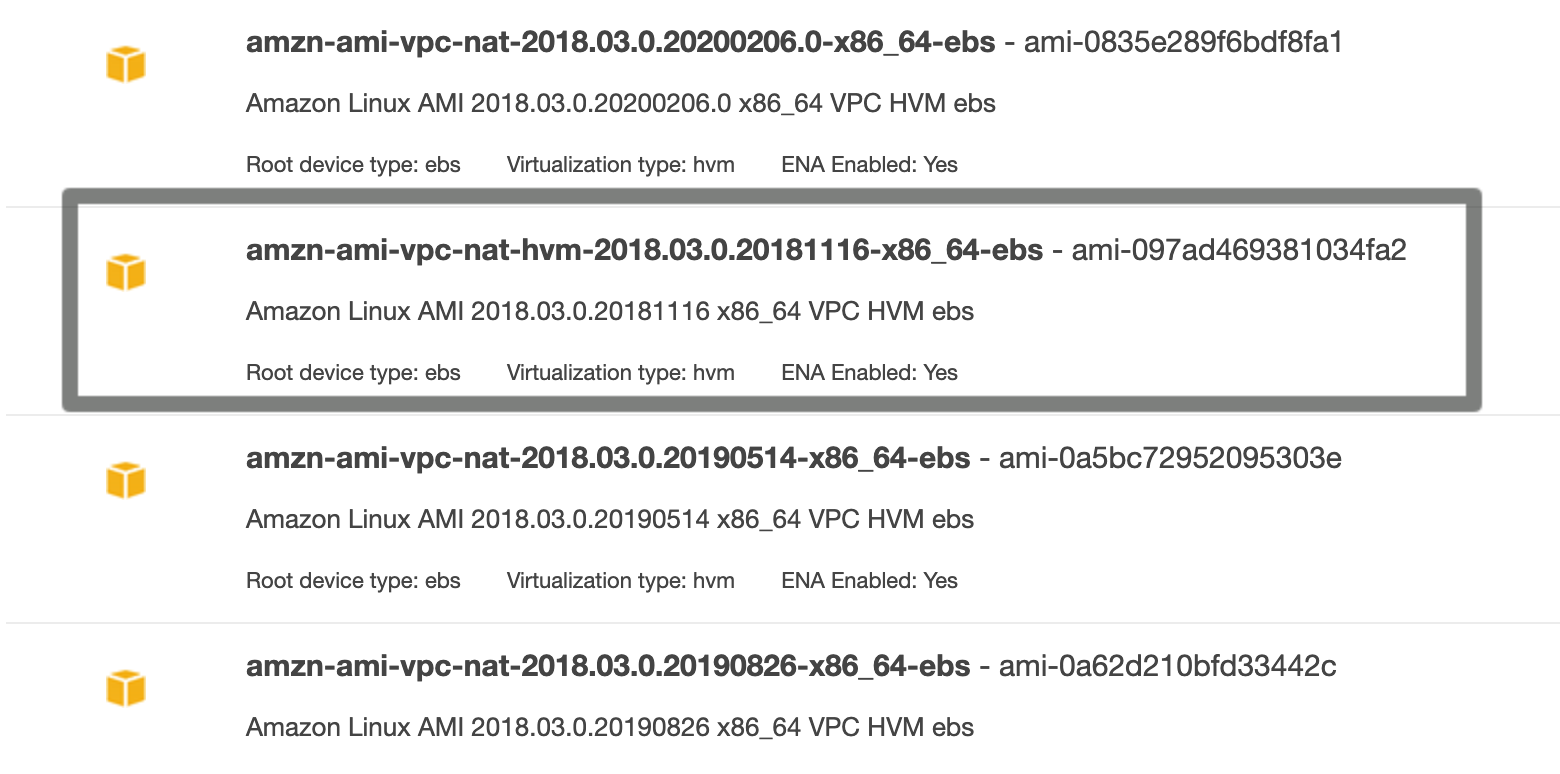 amzn-ami-vpc-nat-2018.03.0.20200206.0-x86_64-ebs - ami-0835e289f6bdf8fa1
Amazon Linux AMI 2018.03.0.20200206.0 x86_64 VPC HVM ebs
Root device type: ebs Virtualization type: hvm ENA Enabled: Yes
amzn-ami-vpc-nat-hvm-2018.03.0.20181116-x86_64-ebs - ami-097ad469381034fa2
Amazon Linux AMI 2018.03.0.20181116 x86_64 VPC HVM ebs
Root device type: ebs Virtualization type: hvm ENA Enabled: Yes
amzn-ami-vpc-nat-2018.03.0.20190514-x86_64-ebs - ami-0a5bc72952095303e
Amazon Linux AMI 2018.03.0.20190514 x86_64 VPC HVM ebs
Root device type: ebs Virtualization type: hvm ENA Enabled: Yes
amzn-ami-vpc-nat-2018.03.0.20190826-x86_64-ebs - ami-0a62d210bfd33442c
Amazon Linux AMI 2018.03.0.20190826 x86_64 VPC HVM ebs